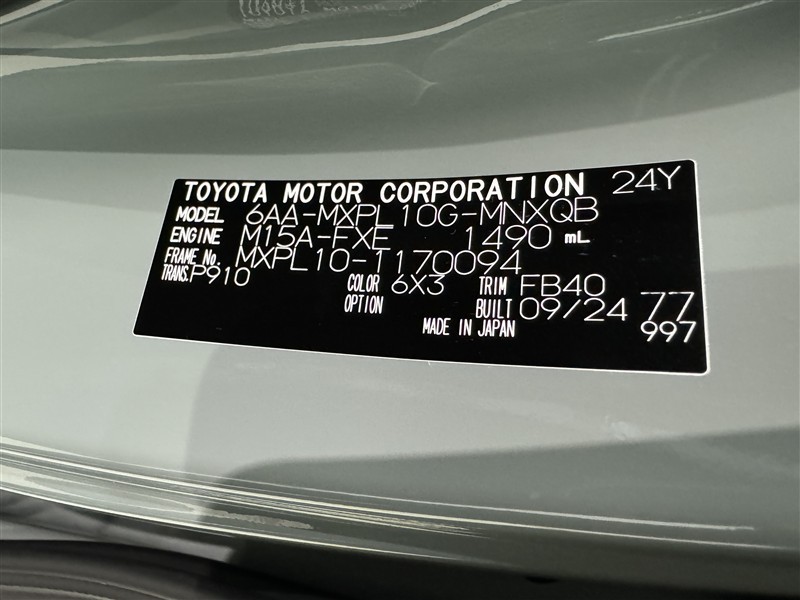 TOYOTA MOTOR CORPORATION 24Y
MODEL 6AA-MXPL10G-MNXQB
ENGINE M15A-FXE 1490 mL
FRAME No. MXPL10-1170094
TRANS. P910 COLOR 6X3 TRIM FB40
OPTION BUILT 09/24 77
MADE IN JAPAN 997